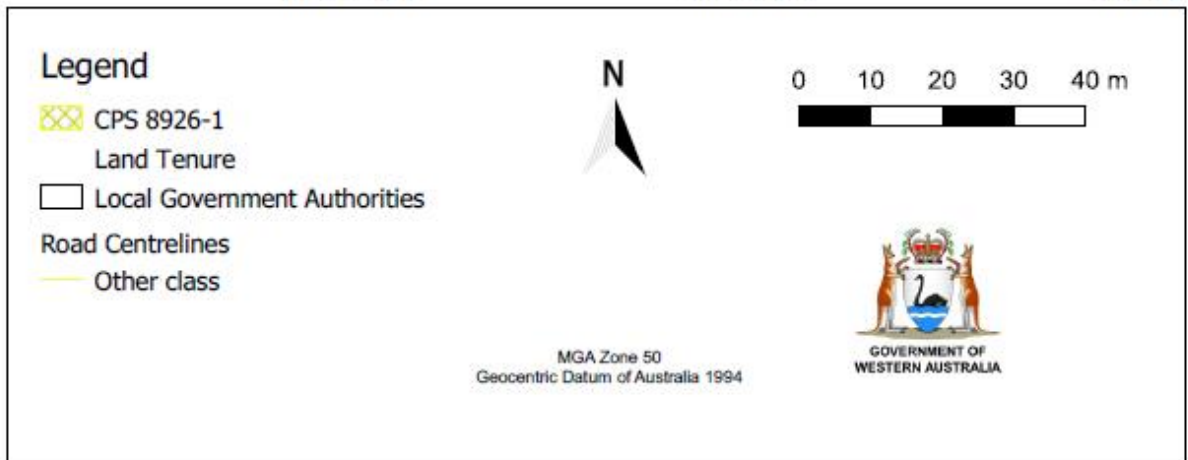 Legend
CPS 8926-1
Land Tenure
Local Government Authorities
Road Centrelines
Other class
N
0 10 20 30 40 m
MGA Zone 50
Geocentric Datum of Australia 1994
GOVERNMENT OF
WESTERN AUSTRALIA